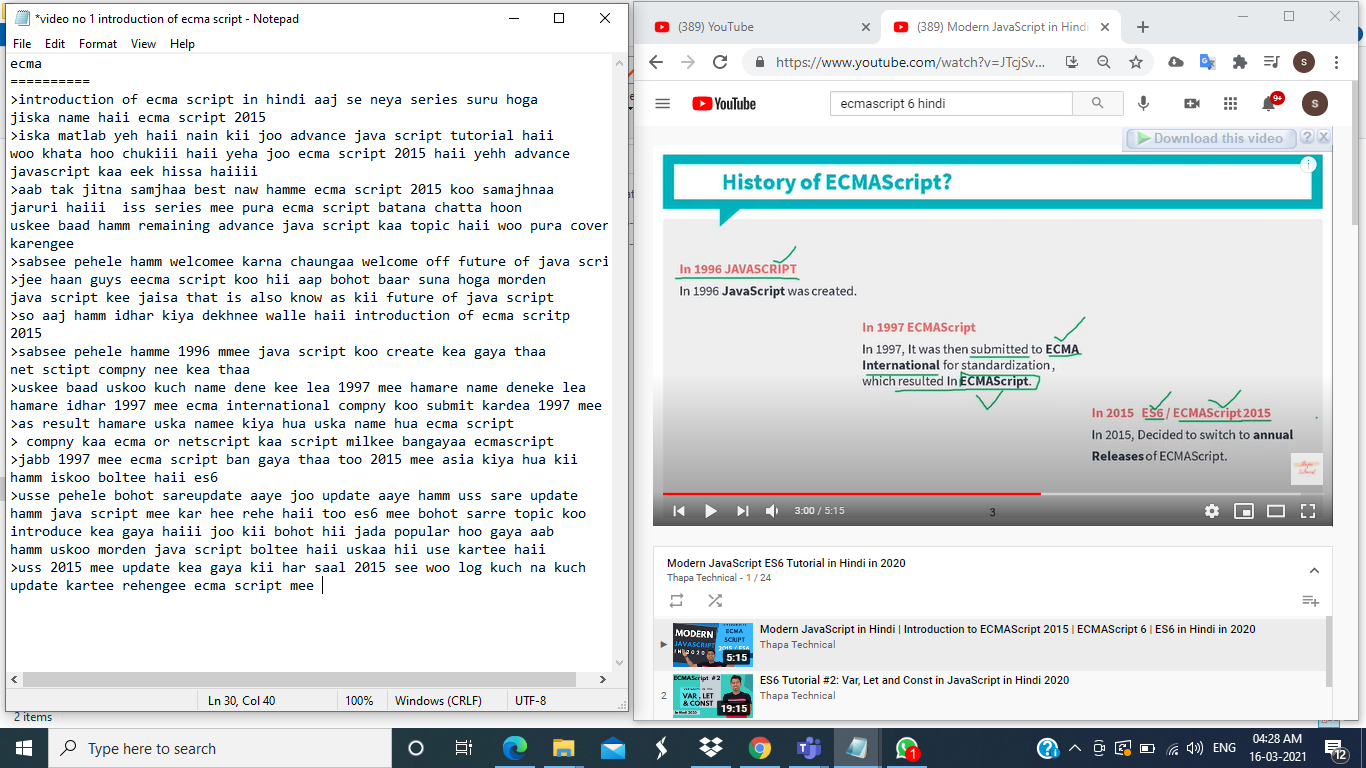 *video no 1 introduction of ecma script - Notepad
File Edit Format View Help
ecma
==========
>introduction of ecma script in hindi aaj se neya series suru hoga
jiska name haii ecma script 2015
>iska matlab yeh haii nain kii joo advance java script tutorial haii
woo khata hoo chukiii haii yeha joo ecma script 2015 haii yehh advance
javascript kaa eek hissa haiiii
>aab tak jitna samjhaa best naw hamme ecma script 2015 koo samajhnaa
jaruri haiii  iss series mee pura ecma script batana chatta hoon
uskee baad hamm remaining advance java script kaa topic haii woo pura cover
karengee
>sabsee pehele hamm welcomee karna chaungaa welcome off future of java scri
>jee haan guys eecma script koo hii aap bohot baar suna hoga morden
java script kee jaisa that is also know as kii future of java script
>so aaj hamm idhar kiya dekhnee walle haii introduction of ecma scritp
2015
>sabsee pehele hamme 1996 mmee java script koo create kea gaya thaa
net sctipt compny nee kea thaa
>uskee baad uskoo kuch name dene kee lea 1997 mee hamare name deneke lea
hamare idhar 1997 mee ecma international compny koo submit kardea 1997 mee
>as result hamare uska namee kiya hua uska name hua ecma script
> compny kaa ecma or netscript kaa script milkee bangayaa ecmascript
>jabb 1997 mee ecma script ban gaya thaa too 2015 mee asia kiya hua kii
hamm iskoo boltee haii es6
>usse pehele bohot sareupdate aaye joo update aaye hamm uss sare update
hamm java script mee kar hee rehe haii too es6 mee bohot sarre topic koo
introduce kea gaya haiii joo kii bohot hii jada popular hoo gaya aab
hamm uskoo morden java script boltee haii uskaa hii use kartee haii
>uss 2015 mee update kea gaya kii har saal 2015 see woo log kuch na kuch
update kartee rehengee ecma script mee
Ln 30, Col 40 100% Windows (CRLF) UTF-8
2 items
(389) YouTube
(389) Modern JavaScript in Hindi
https://www.youtube.com/watch?v=JTcjSv...
S
YouTube
ecmascript 6 hindi
9+
S
Download this video ? X
History of ECMAScript?
In 1996 JAVASCRIPT
In 1996 JavaScript was created.
In 1997 ECMAScript
In 1997, It was then submitted to ECMA
International for standardization,
which resulted In ECMAScript.
In 2015 ES6 / ECMAScript 2015
In 2015, Decided to switch to annual
Releases of ECMAScript.
3:00 / 5:15
3
Modern JavaScript ES6 Tutorial in Hindi in 2020
Thapa Technical - 1 / 24
MODERN
JAVASCRIPT
IN 2020
ECMA
SCRIPT
2015 / ES6
5:15
Modern JavaScript in Hindi | Introduction to ECMAScript 2015 | ECMAScript 6 | ES6 in Hindi in 2020
Thapa Technical
2
ECMAScript #2
VAR, LET
& CONST
19:15
ES6 Tutorial #2: Var, Let and Const in JavaScript in Hindi 2020
Thapa Technical
Type here to search
1
ENG
04:28 AM
16-03-2021
12